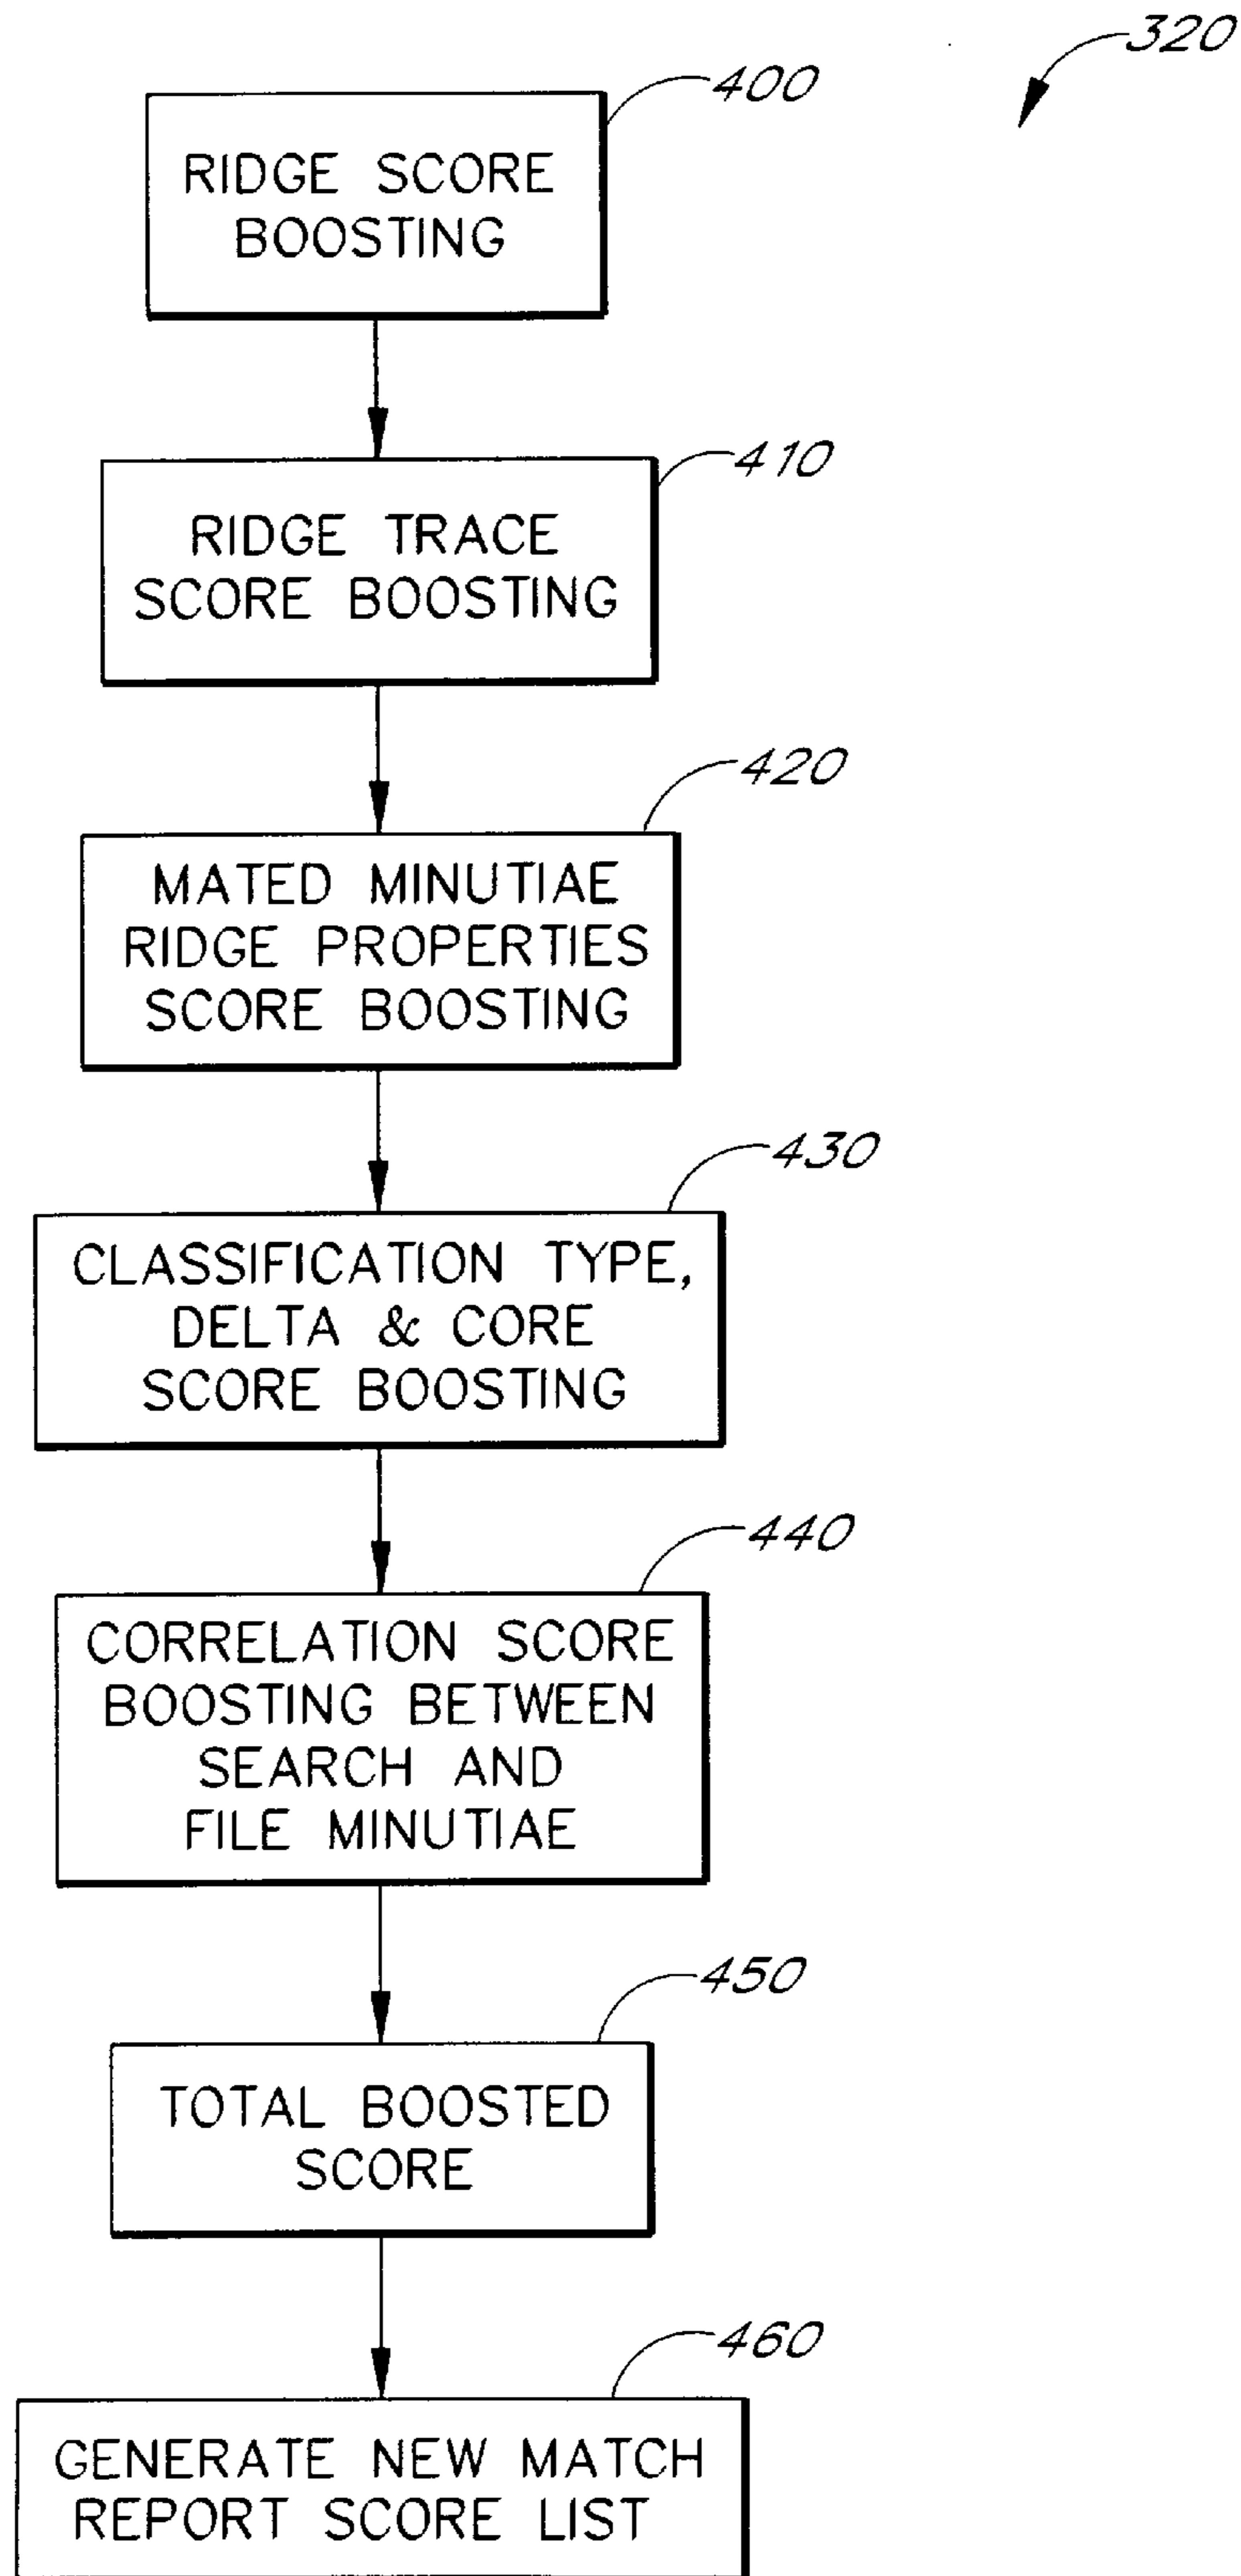 320
400
RIDGE SCORE
BOOSTING
410
RIDGE TRACE
SCORE BOOSTING
420
MATED MINUTIAE
RIDGE PROPERTIES
SCORE BOOSTING
430
CLASSIFICATION TYPE,
DELTA & CORE
SCORE BOOSTING
440
CORRELATION SCORE
BOOSTING BETWEEN
SEARCH AND
FILE MINUTIAE
450
TOTAL BOOSTED
SCORE
460
GENERATE NEW MATCH
REPORT SCORE LIST